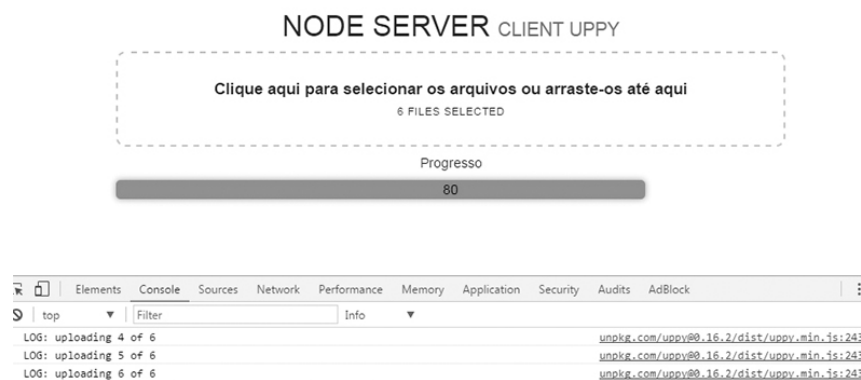 NODE SERVER CLIENT UPPY
Clique aqui para selecionar os arquivos ou arraste-os até aqui
6 FILES SELECTED
Progresso
80
Elements Console Sources Network Performance Memory Application Security Audits AdBlock
top ▼ Filter Info ▼
LOG: uploading 4 of 6 unpkg.com/uppy@0.16.2/dist/uppy.min.js:243
LOG: uploading 5 of 6 unpkg.com/uppy@0.16.2/dist/uppy.min.js:243
LOG: uploading 6 of 6 unpkg.com/uppy@0.16.2/dist/uppy.min.js:243